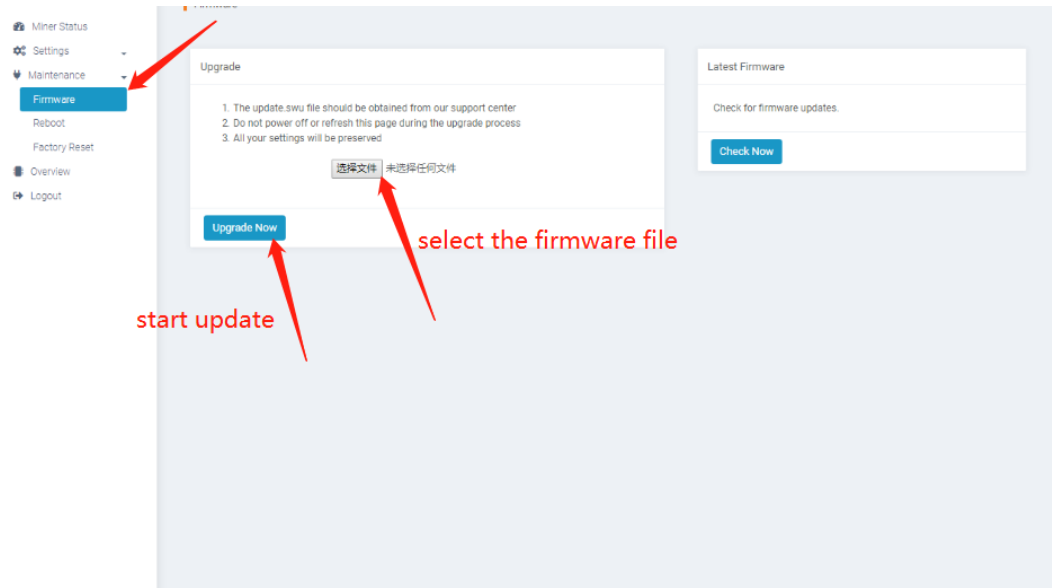 Firmware
Miner Status
Settings
Maintenance
Firmware
Reboot
Factory Reset
Overview
Logout
Upgrade
1. The update.swu file should be obtained from our support center
2. Do not power off or refresh this page during the upgrade process
3. All your settings will be preserved
选择文件 未选择任何文件
Upgrade Now
Latest Firmware
Check for firmware updates.
Check Now
select the firmware file
start update